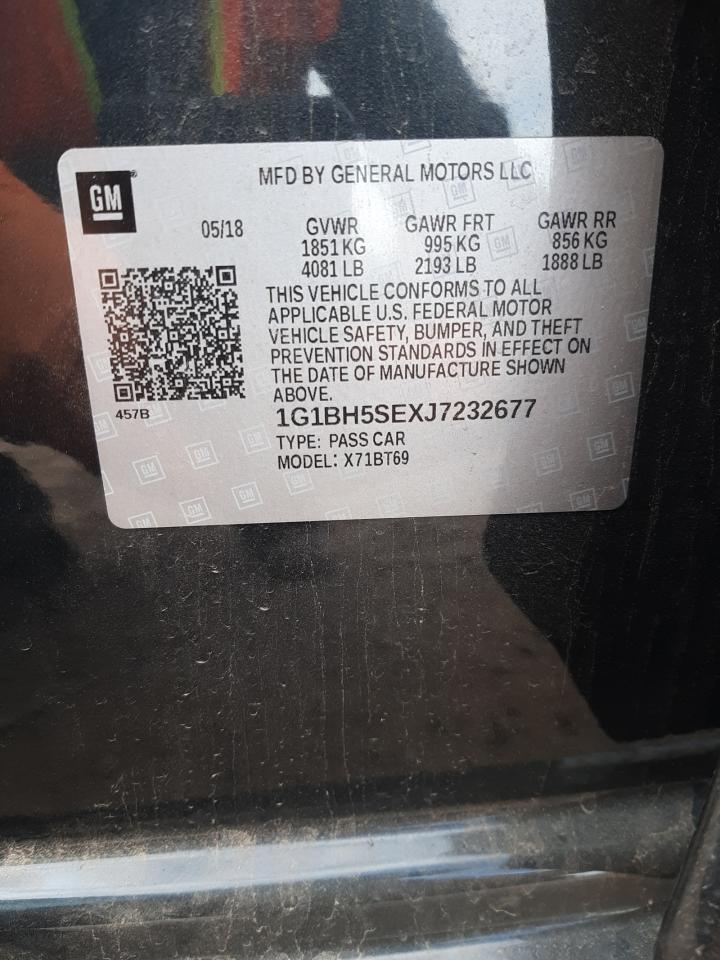 GM
MFD BY GENERAL MOTORS LLC
05/18
GVWR GAWR FRT GAWR RR
1851 KG 995 KG 856 KG
4081 LB 2193 LB 1888 LB
THIS VEHICLE CONFORMS TO ALL
APPLICABLE U.S. FEDERAL MOTOR
VEHICLE SAFETY, BUMPER, AND THEFT
PREVENTION STANDARDS IN EFFECT ON
THE DATE OF MANUFACTURE SHOWN
ABOVE.
457B
1G1BH5SEXJ7232677
TYPE: PASS CAR
MODEL: X71BT69